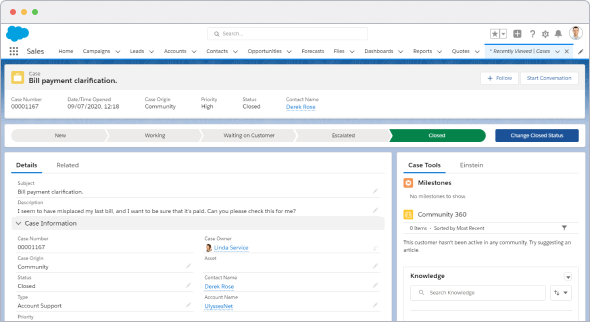 Search...
Sales Home Campaigns Leads Accounts Contacts Opportunities Forecasts Files Dashboards Reports Quotes * Recently Viewed | Cases
Case
Bill payment clarification.
+ Follow Start Conversation
Case Number Date/Time Opened Case Origin Priority Status Contact Name
00001167 09/07/2020, 12:18 Community High Closed Derek Rose
New Working Waiting on Customer Escalated Closed Change Closed Status
Details Related
Subject
Bill payment clarification.
Description
I seem to have misplaced my last bill, and I want to be sure that it's paid. Can you please check this for me?
Case Information
Case Number Case Owner
00001167 Linda Service
Case Origin Asset
Community
Status Contact Name
Closed Derek Rose
Type Account Name
Account Support UlyssesNet
Priority
Case Tools Einstein
Milestones
No milestones to show.
Community 360
0 Items • Sorted by Most Recent
This customer hasn't been active in any community. Try suggesting an
article.
Knowledge
Search Knowledge